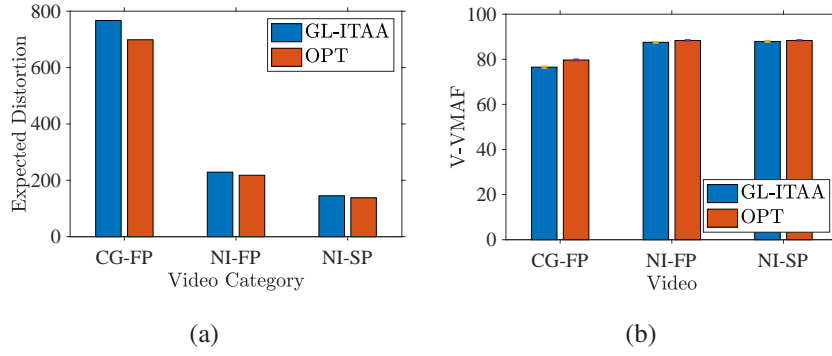 800
600
400
200
0
Expected Distortion
GL-ITAA
OPT
CG-FP NI-FP NI-SP
Video Category
(a)
100
80
60
40
20
0
V-VMAF
GL-ITAA
OPT
CG-FP NI-FP NI-SP
Video
(b)